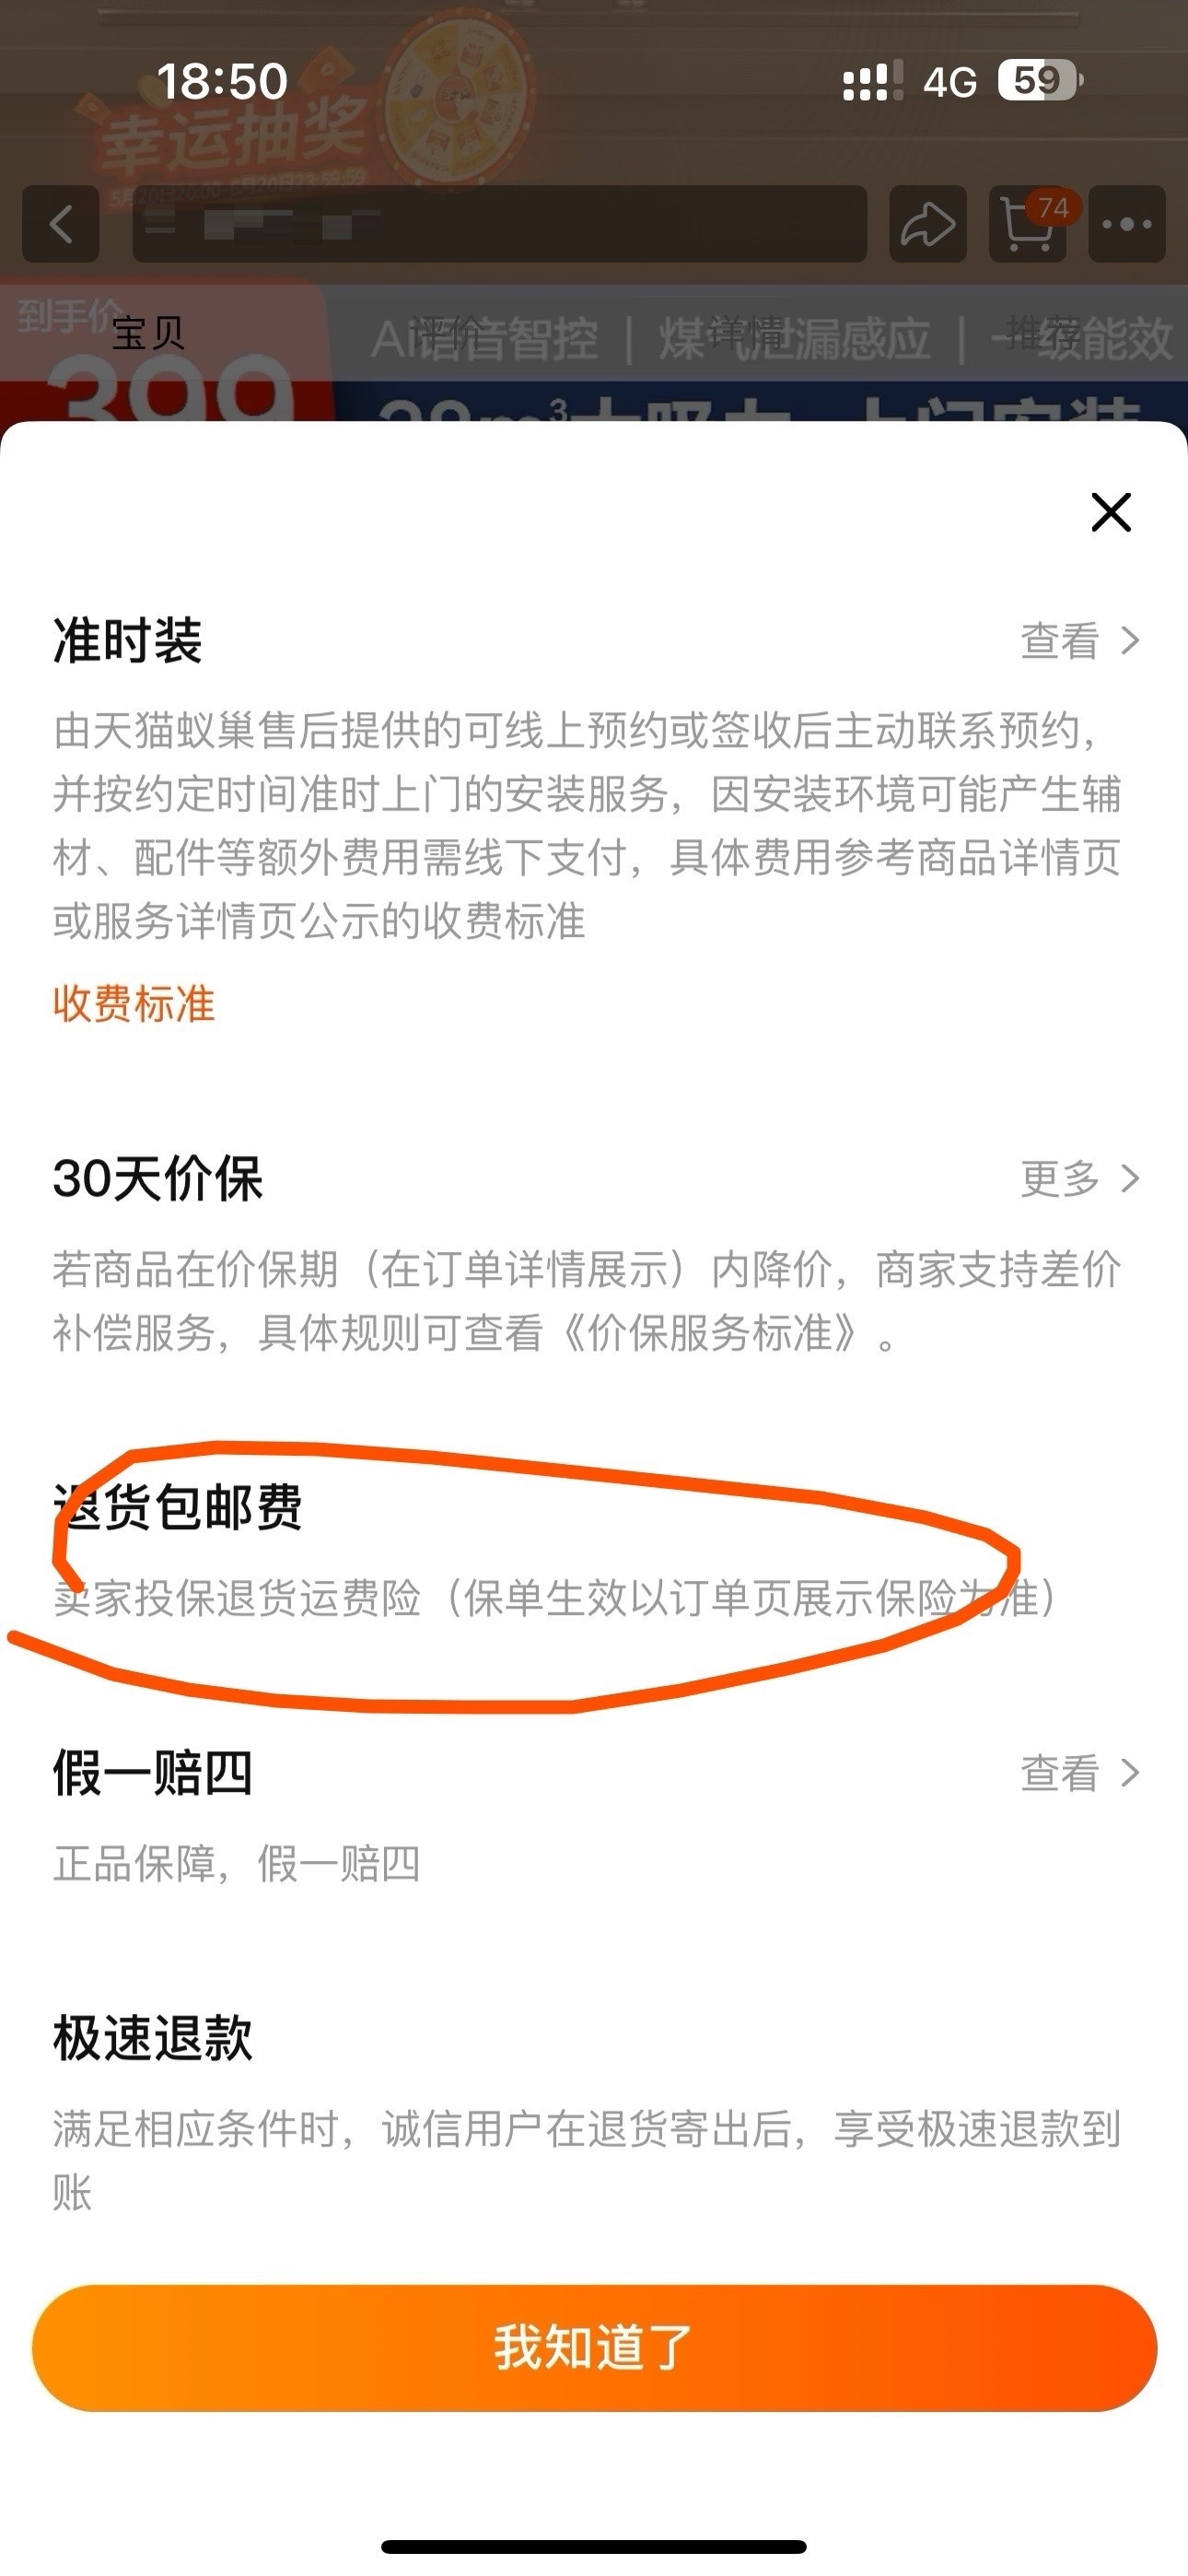 18:50
4G
59
幸运抽奖
74
到手价
宝贝
评价
详情
推荐
399
煤气泄漏感应
一级能效
准时装
查看
由天猫蚁巢售后提供的可线上预约或签收后主动联系预约，
并按约定时间准时上门的安装服务，因安装环境可能产生辅
材、配件等额外费用需线下支付，具体费用参考商品详情页
或服务详情页公示的收费标准
收费标准
30天价保
更多
若商品在价保期（在订单详情展示）内降价，商家支持差价
补偿服务，具体规则可查看《价保服务标准》。
退货包邮费
卖家投保退货运费险（保单生效以订单页展示保险为准）
假一赔四
查看
正品保障，假一赔四
极速退款
满足相应条件时，诚信用户在退货寄出后，享受极速退款到
账
我知道了